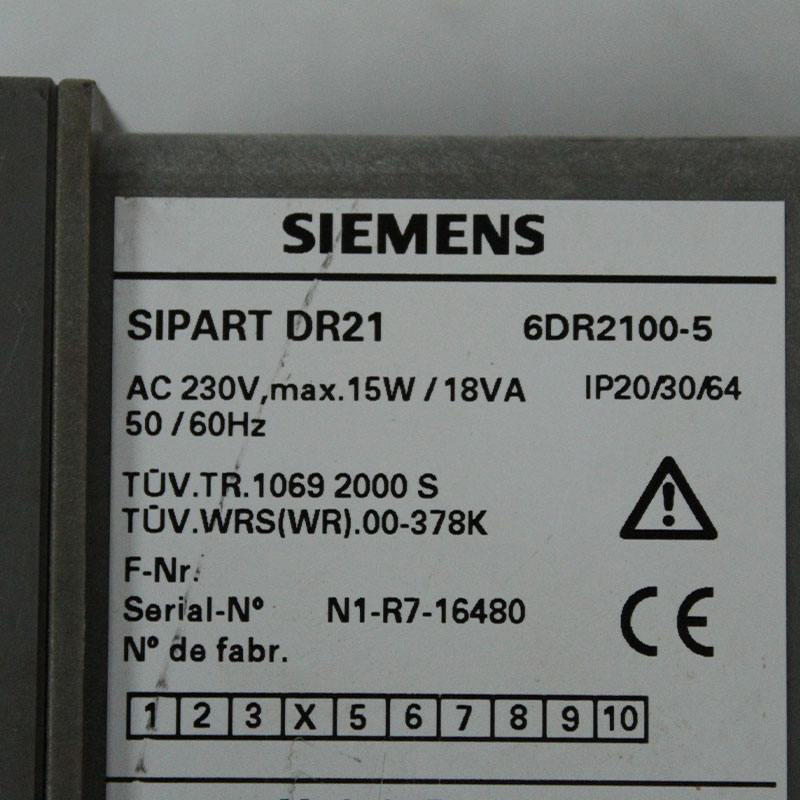 SIEMENS
SIPART DR21 6DR2100-5
AC 230V,max.15W / 18VA IP20/30/64
50 / 60Hz
TÜV.TR.1069 2000 S
TÜV.WRS(WR).00-378K
F-Nr.
Serial-Nº N1-R7-16480
Nº de fabr.
CE
1 2 3 X 5 6 7 8 9 10